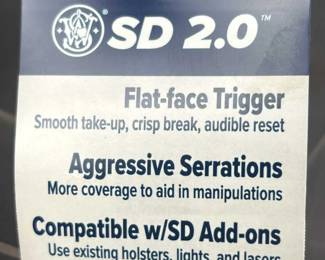 SD 2.0™
Flat-face Trigger
Smooth take-up, crisp break, audible reset
Aggressive Serrations
More coverage to aid in manipulations
Compatible w/SD Add-ons
Use existing holsters, lights, and lasers